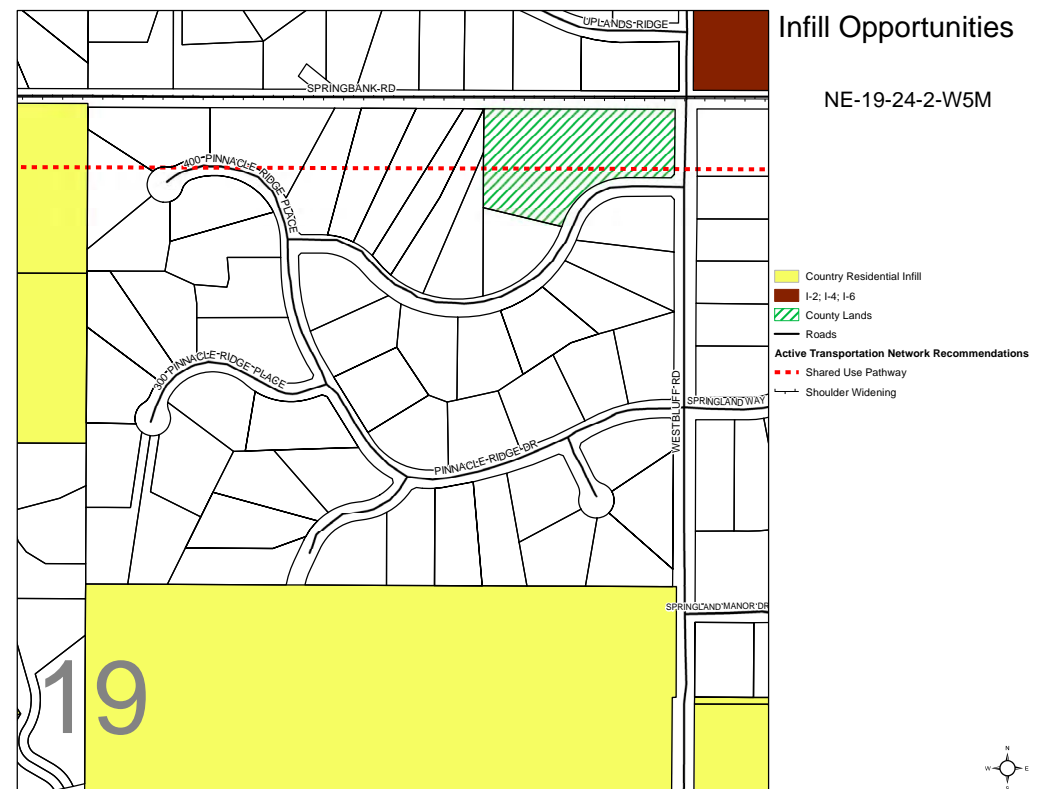 Infill Opportunities
NE-19-24-2-W5M
UPLANDS RIDGE
SPRINGBANK RD
400 PINNACLE RIDGE PLACE
300 PINNACLE RIDGE PLACE
WESTBLUFF RD
SPRINGLAND WAY
PINNACLE RIDGE DR
SPRINGLAND MANOR DR
19
Country Residential Infill
I-2; I-4; I-6
County Lands
Roads
Active Transportation Network Recommendations
Shared Use Pathway
Shoulder Widening
N
W
E
S